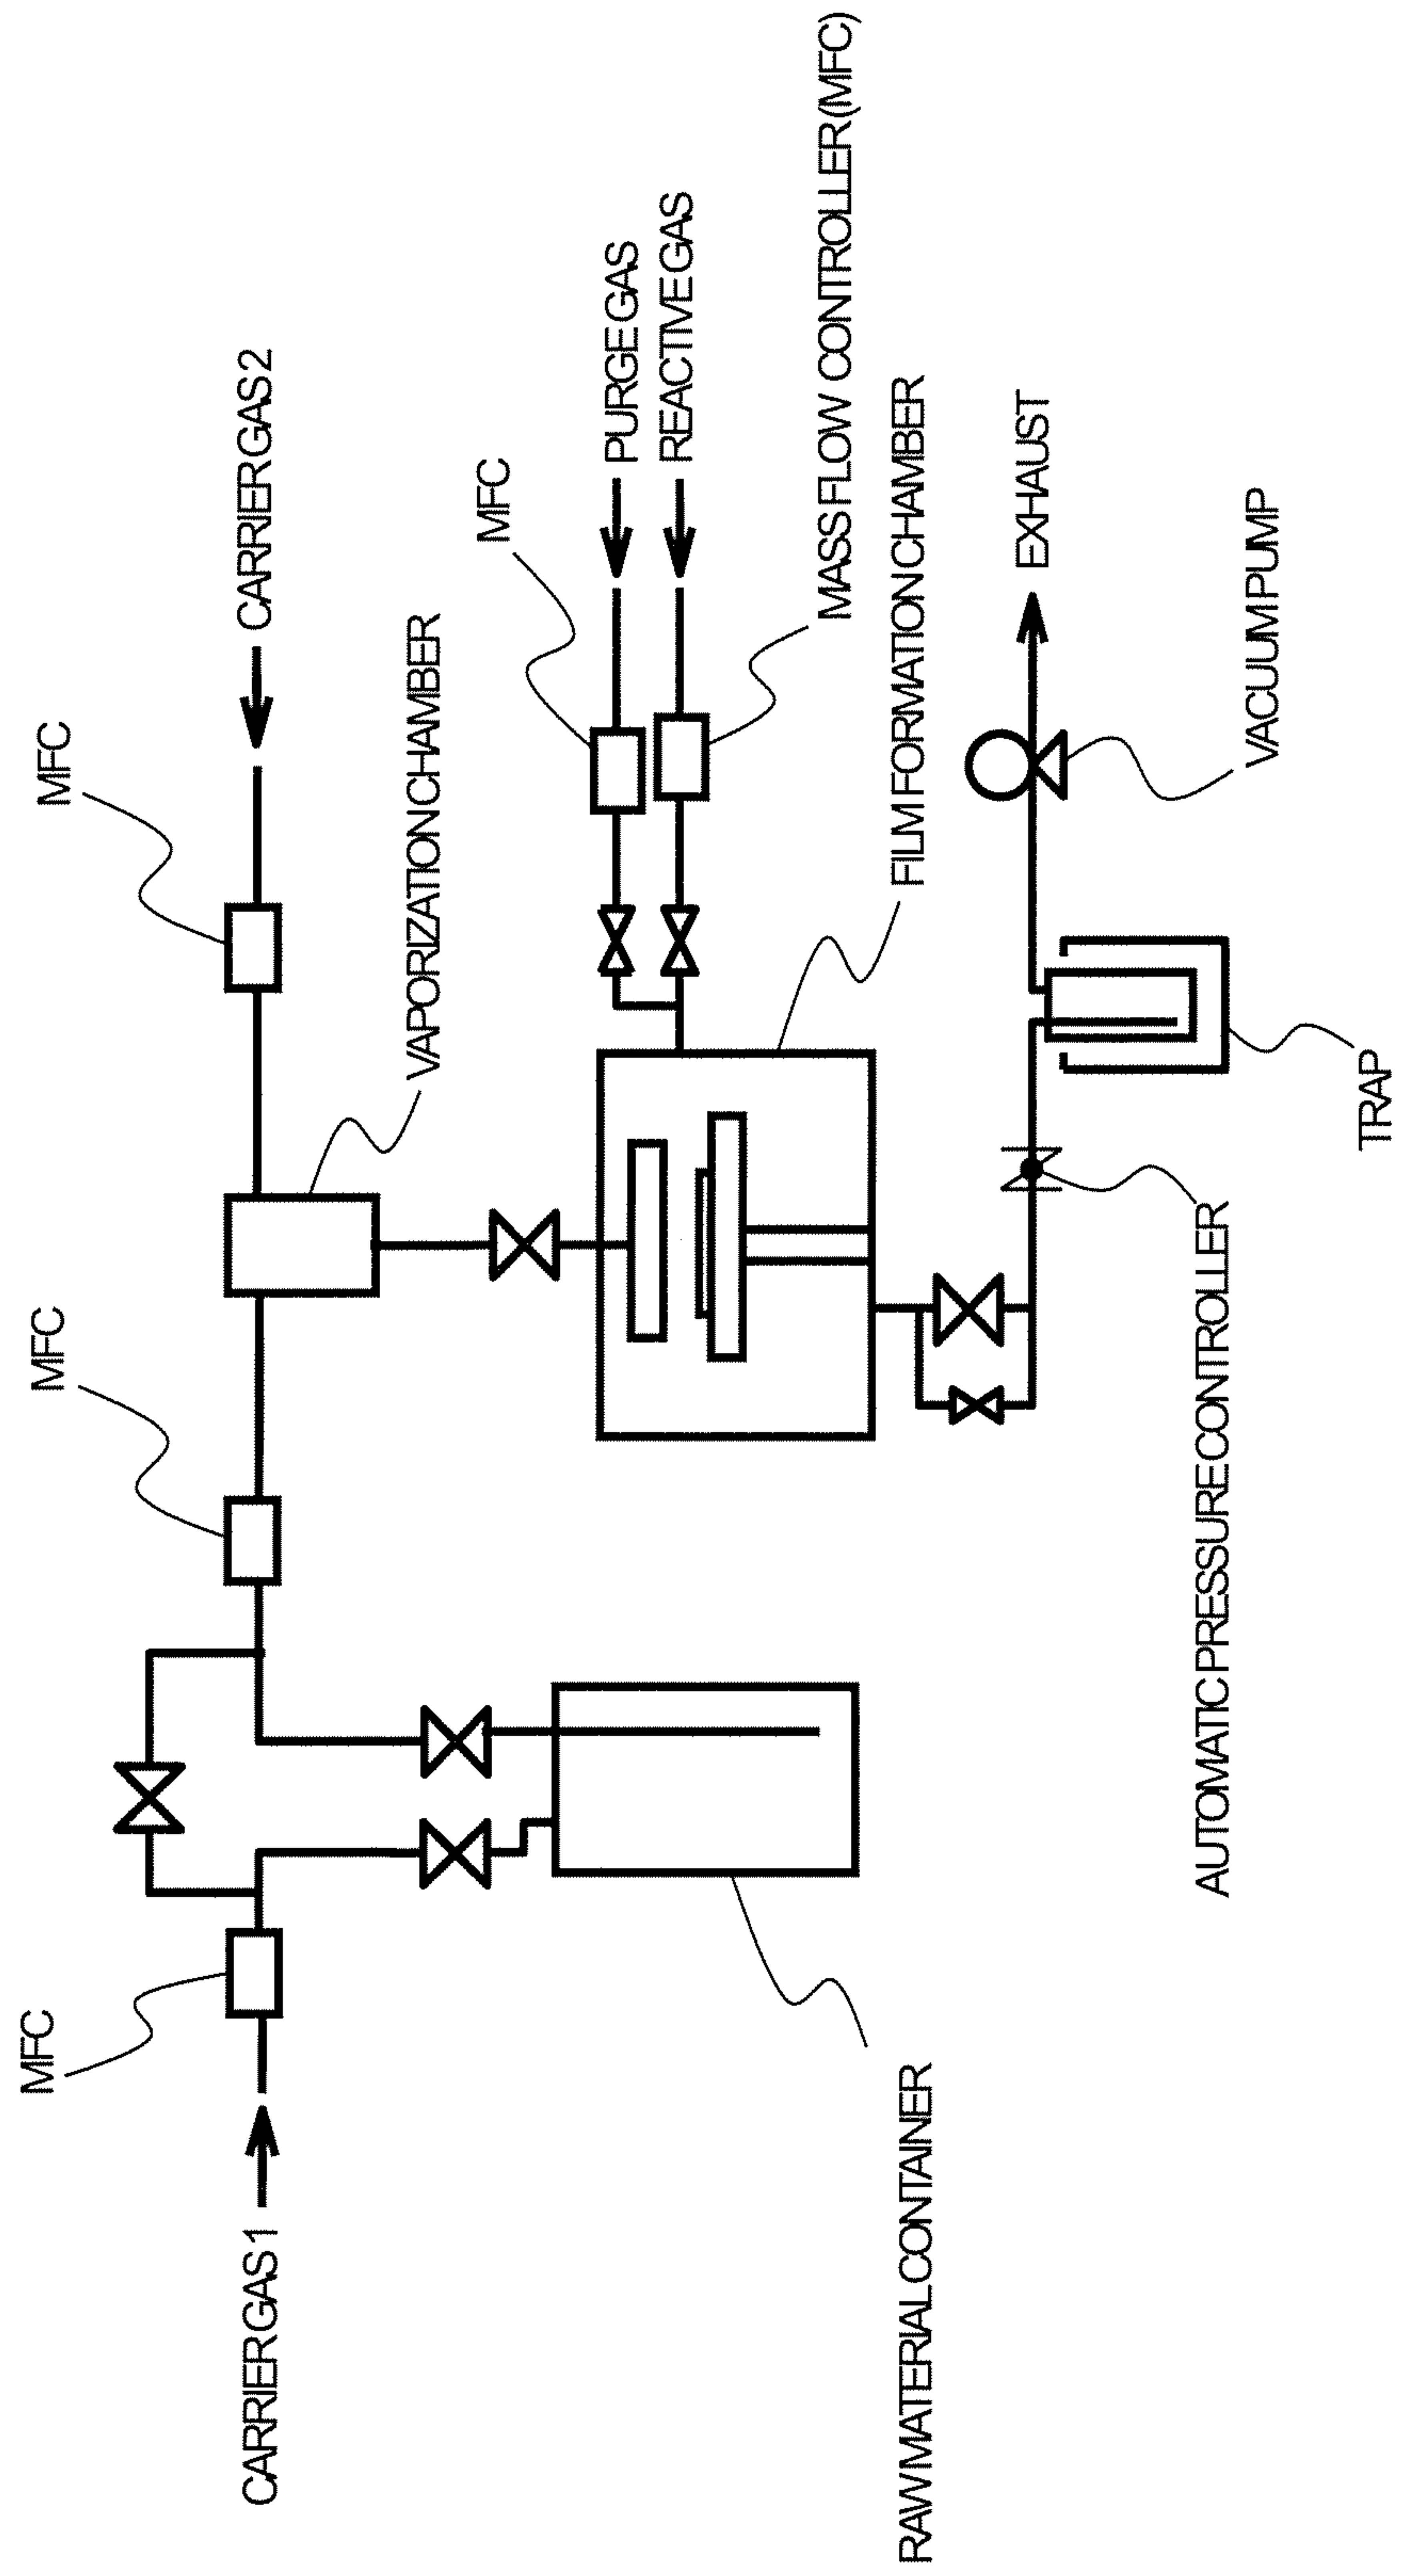 MFC
CARRIER GAS 1
MFC
MFC
CARRIER GAS 2
VAPORIZATION CHAMBER
MFC
PURGE GAS
REACTIVE GAS
MASS FLOW CONTROLLER (MFC)
FILM FORMATION CHAMBER
RAW MATERIAL CONTAINER
EXHAUST
AUTOMATIC PRESSURE CONTROLLER
VACUUM PUMP
TRAP